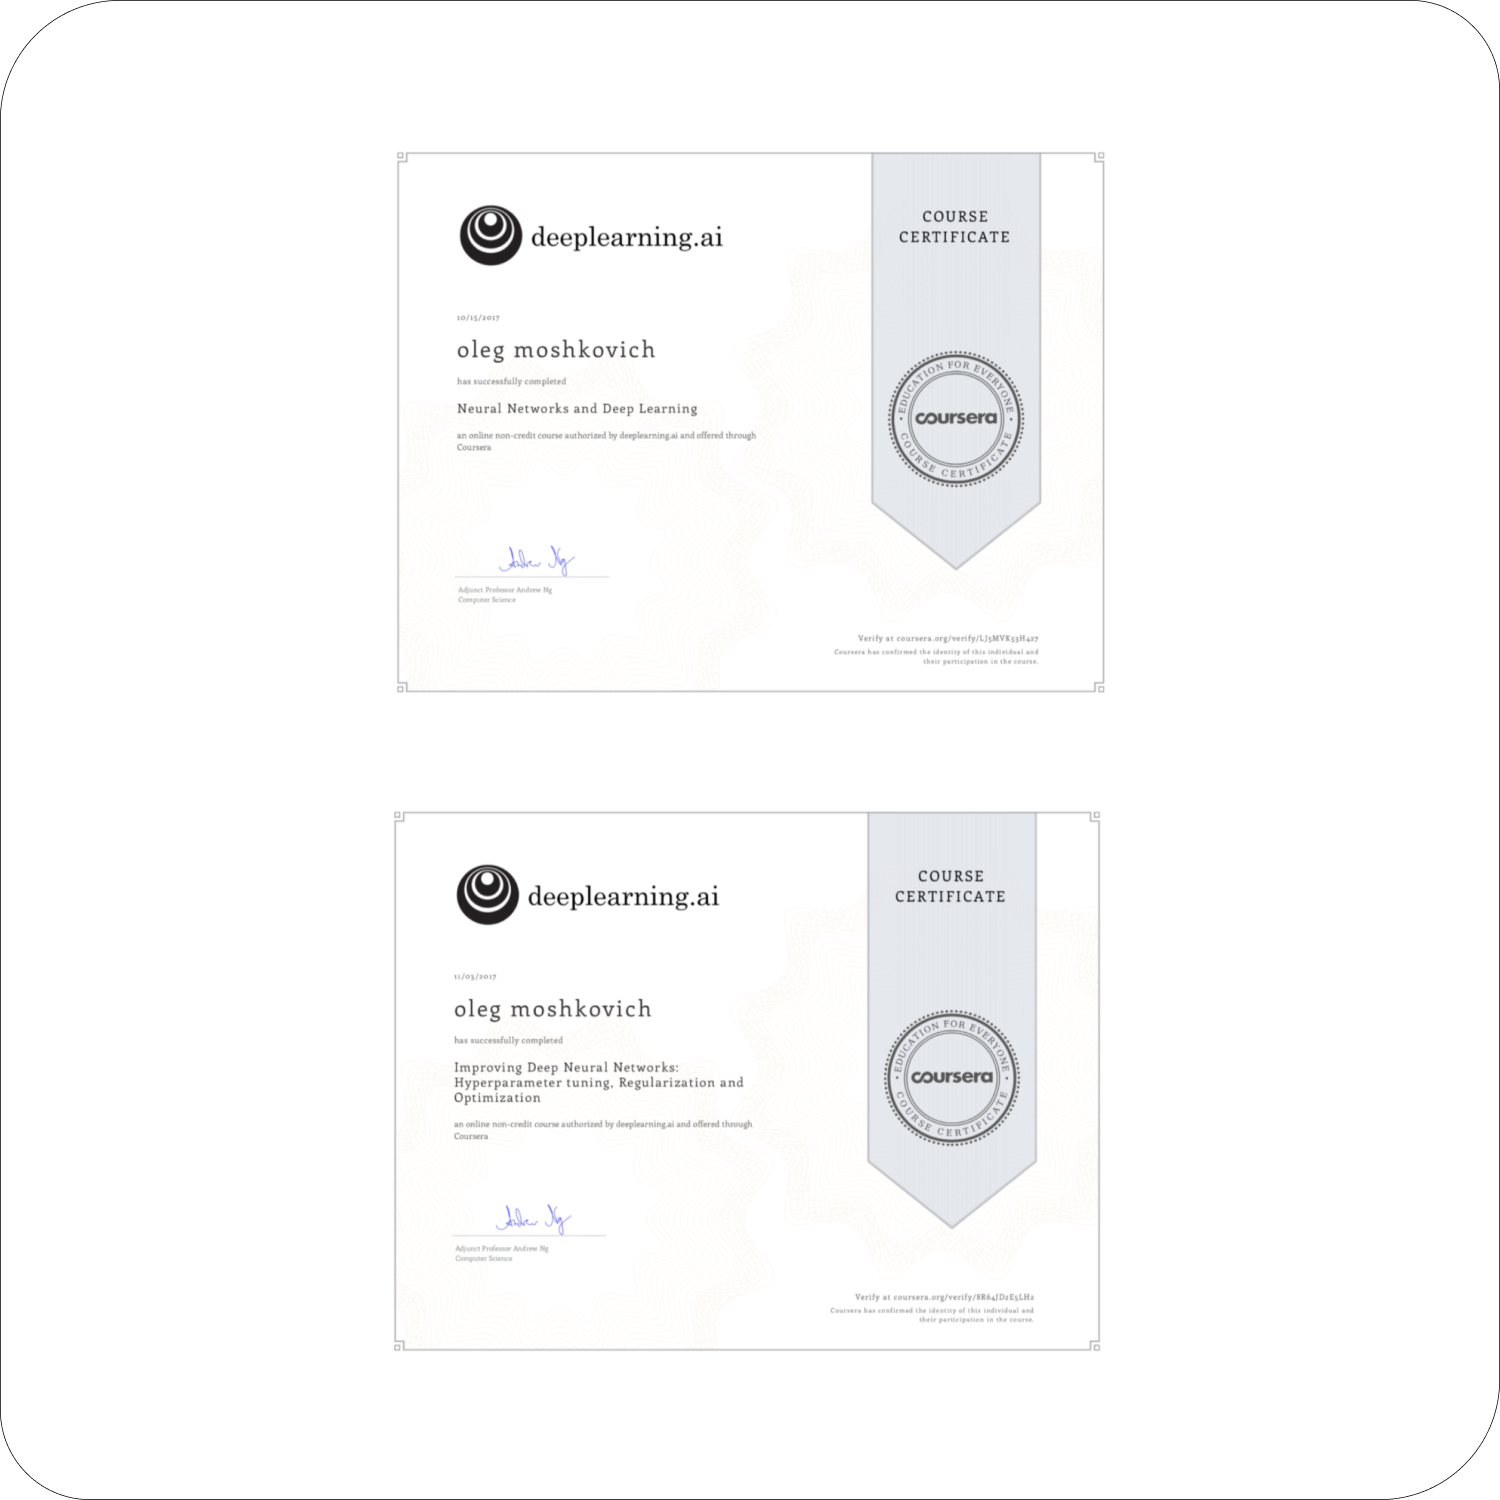 deeplearning.ai
COURSE
CERTIFICATE
10/15/2017
oleg moshkovich
has successfully completed
Neural Networks and Deep Learning
an online non-credit course authorized by deeplearning.ai and offered through
Coursera
EDUCATION FOR EVERYONE
coursera
COURSE CERTIFICATE
Andrew Ng
Adjunct Professor Andrew Ng
Computer Science
Verify at coursera.org/verify/LJ5MVK53H427
Coursera has confirmed the identity of this individual and
their participation in the course.
deeplearning.ai
COURSE
CERTIFICATE
11/03/2017
oleg moshkovich
has successfully completed
Improving Deep Neural Networks:
Hyperparameter tuning, Regularization and
Optimization
an online non-credit course authorized by deeplearning.ai and offered through
Coursera
EDUCATION FOR EVERYONE
coursera
COURSE CERTIFICATE
Andrew Ng
Adjunct Professor Andrew Ng
Computer Science
Verify at coursera.org/verify/8R64JD2E5LH2
Coursera has confirmed the identity of this individual and
their participation in the course.